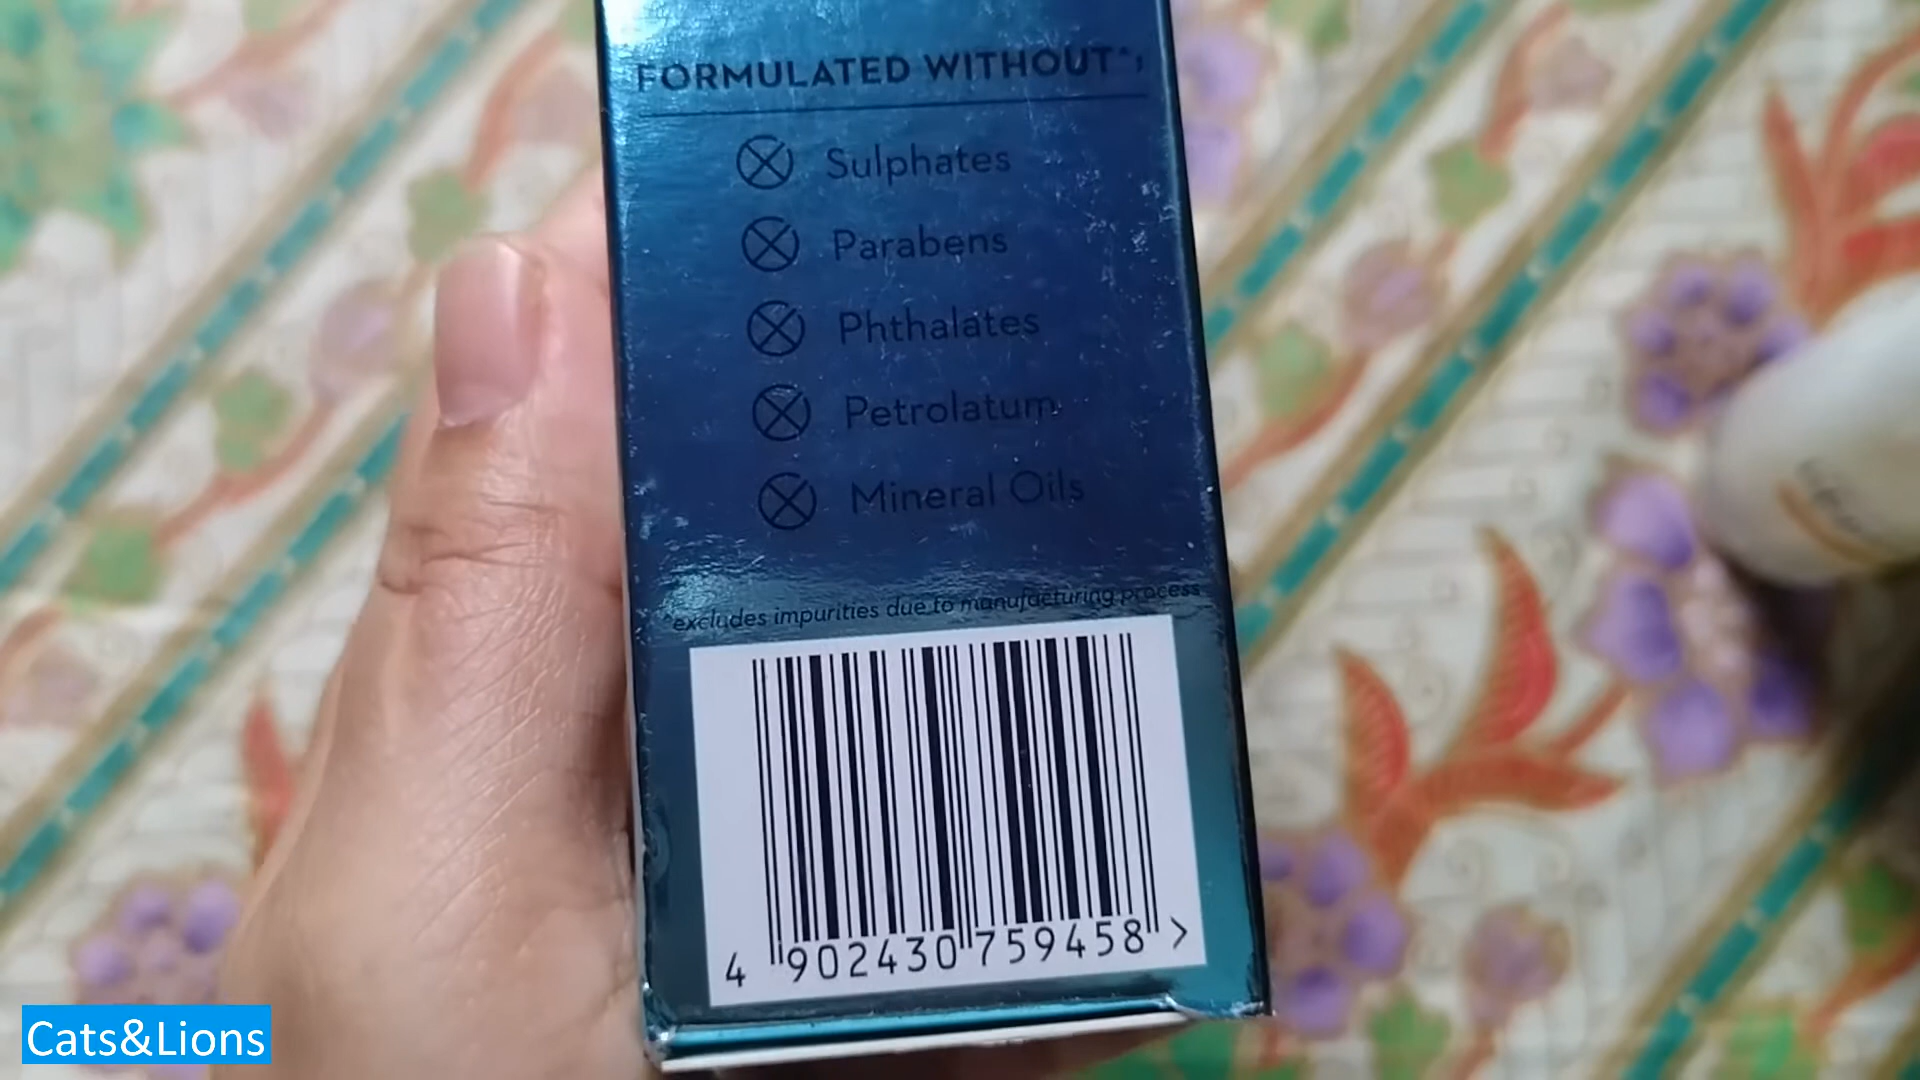 FORMULATED WITHOUT*,
Sulphates
Parabens
Phthalates
Petrolatum
Mineral Oils
*excludes impurities due to manufacturing process
4 902430 759458 >
Cats&Lions